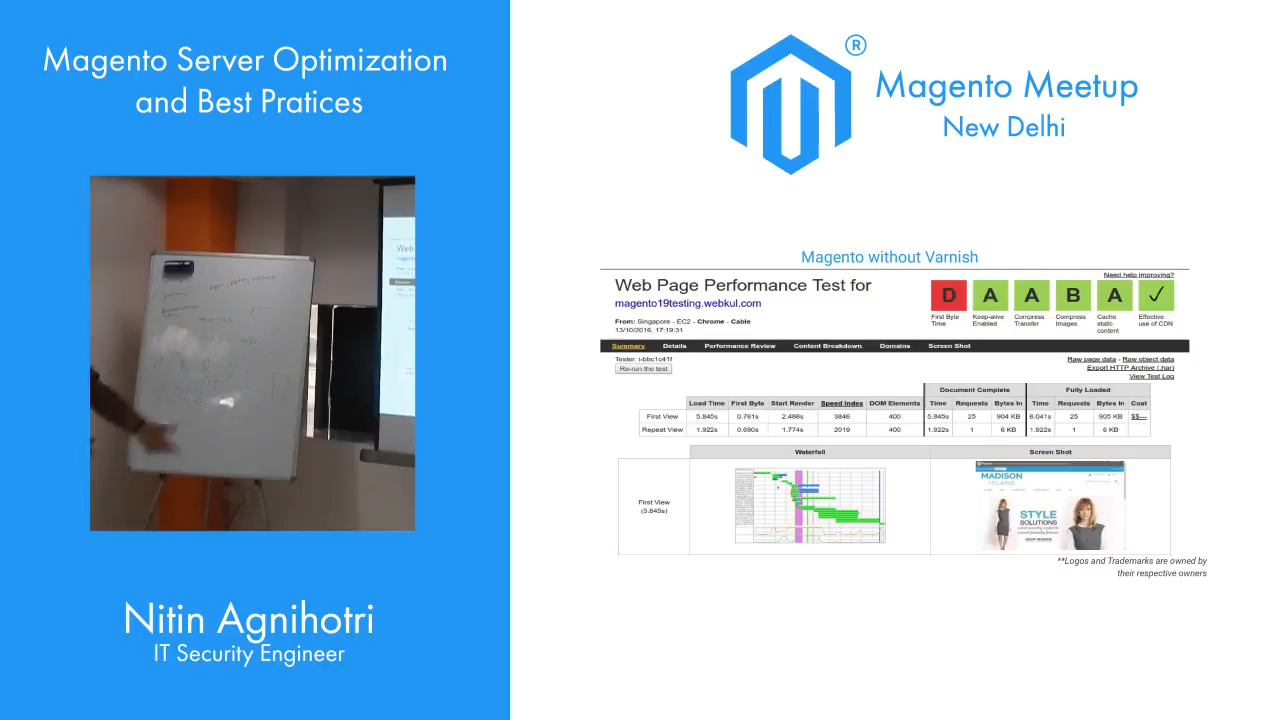 Magento Server Optimization
and Best Pratices
Nitin Agnihotri
IT Security Engineer
®
Magento Meetup
New Delhi
Magento without Varnish
Need help improving?
Web Page Performance Test for
magento19testing.webkul.com
From: Singapore - EC2 - Chrome - Cable
13/10/2016, 17:19:31
D A A B A ✓
First Byte Time
Keep-alive Enabled
Compress Transfer
Compress Images
Cache static content
Effective use of CDN
Summary Details Performance Review Content Breakdown Domains Screen Shot
Tester: i-bbc1c41f
Re-run the test
Raw page data - Raw object data
Export HTTP Archive (.har)
View Test Log
Document Complete Fully Loaded
Load Time First Byte Start Render Speed Index DOM Elements Time Requests Bytes In Time Requests Bytes In Cost
First View 5.845s 0.761s 2.486s 3846 400 5.845s 25 904 KB 6.041s 25 905 KB $$---
Repeat View 1.922s 0.690s 1.774s 2019 400 1.922s 1 6 KB 1.922s 1 6 KB
Waterfall Screen Shot
First View
(5.845s)
MADISON
ISLAND
STYLE
SOLUTIONS
**Logos and Trademarks are owned by
their respective owners